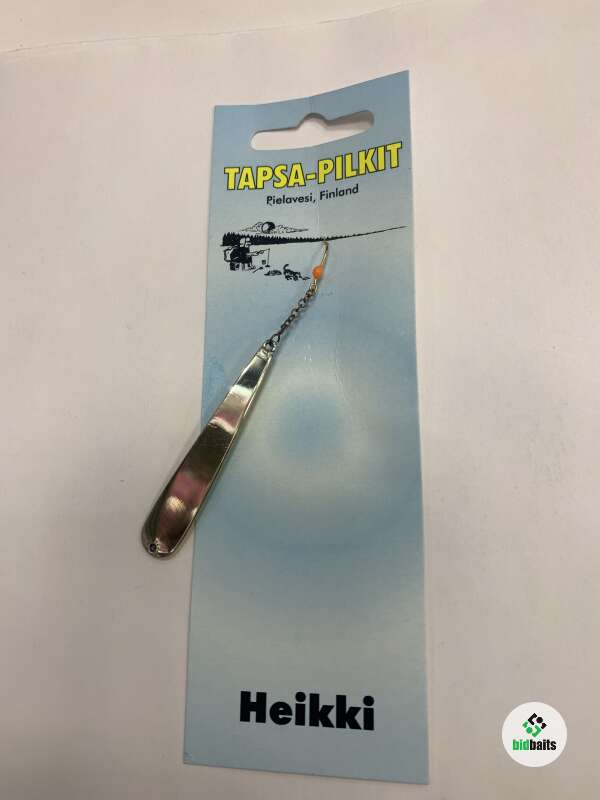 TAPSA-PILKIT
Pielavesi, Finland
Heikki
bidbaits